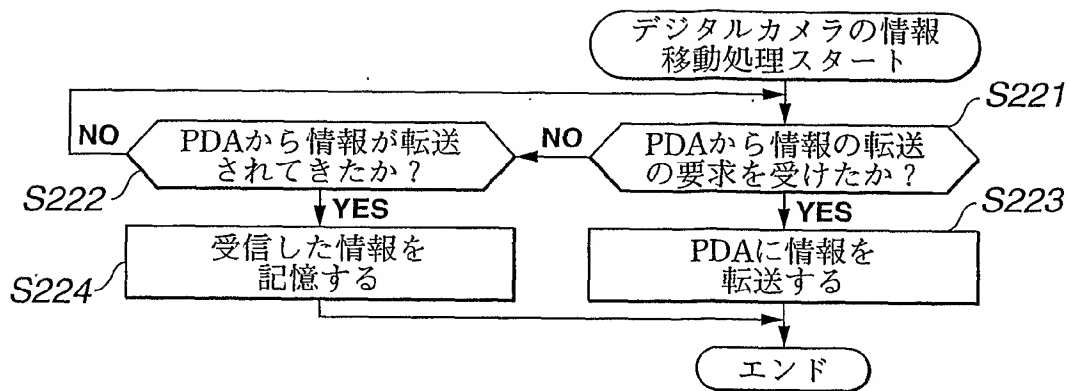 デジタルカメラの情報
移動処理スタート
S221
PDAから情報の転送
の要求を受けたか？
NO
YES
PDAから情報が転送
されてきたか？
NO
S222
YES
S223
PDAに情報を
転送する
受信した情報を
記憶する
S224
エンド